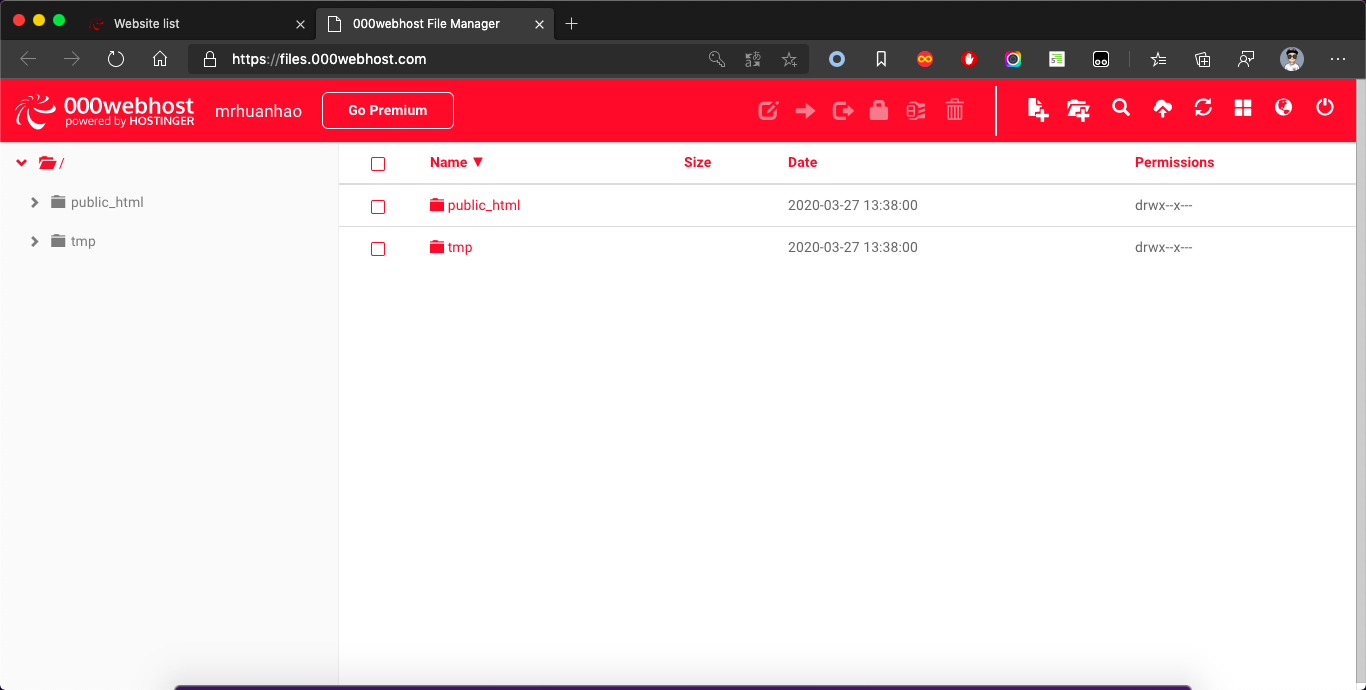 Website list
000webhost File Manager
https://files.000webhost.com
000webhost
powered by HOSTINGER
mrhuanhao
Go Premium
/
public_html
tmp
Name ▼ Size Date Permissions
public_html 2020-03-27 13:38:00 drwx--x---
tmp 2020-03-27 13:38:00 drwx--x---